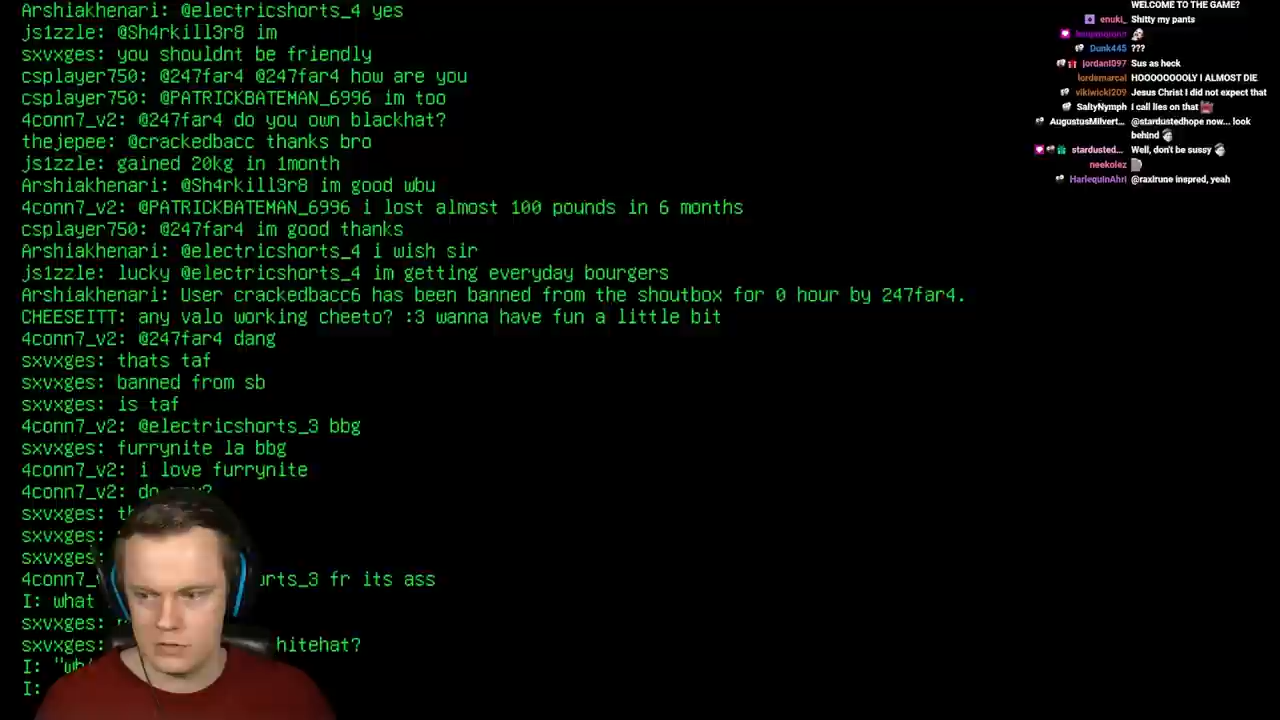 Arshiakhenari: @electricshorts_4 yes
js1zzle: @Sh4rkill3r8 im
sxvxges: you shouldnt be friendly
csplayer750: @247far4 @247far4 how are you
csplayer750: @PATRICKBATEMAN_6996 im too
4conn7_v2: @247far4 do you own blackhat?
thejepee: @crackedbacc thanks bro
js1zzle: gained 20kg in 1month
Arshiakhenari: @Sh4rkill3r8 im good wbu
4conn7_v2: @PATRICKBATEMAN_6996 i lost almost 100 pounds in 6 months
csplayer750: @247far4 im good thanks
Arshiakhenari: @electricshorts_4 i wish sir
js1zzle: lucky @electricshorts_4 im getting everyday bourgers
Arshiakhenari: User crackedbacc6 has been banned from the shoutbox for 0 hour by 247far4.
CHEESEITT: any valo working cheeto? :3 wanna have fun a little bit
4conn7_v2: @247far4 dang
sxvxges: thats taf
sxvxges: banned from sb
sxvxges: is taf
4conn7_v2: @electricshorts_3 bbg
sxvxges: furrynite la bbg
4conn7_v2: i love furrynite
4conn7_v2: do
sxvxges:
sxvxges:
sxvxges:
fr its ass
I: what
sxvxges:
sxvxges: hitehat?
I:
I:
WELCOME TO THE GAME?
enuki_ Shitty my pants
Dunk445 ???
jordanl097 Sus as heck
lordsmarcal HOOOOOOOLY I ALMOST DIE
vikiwicki209 Jesus Christ I did not expect that
SaltyNymph I call lies on that
AugustusMilvert... @stardustedhope now... look
behind
stardusted... Well, don't be sussy
neekolez
HarlequinAhri @raxirune inspred, yeah